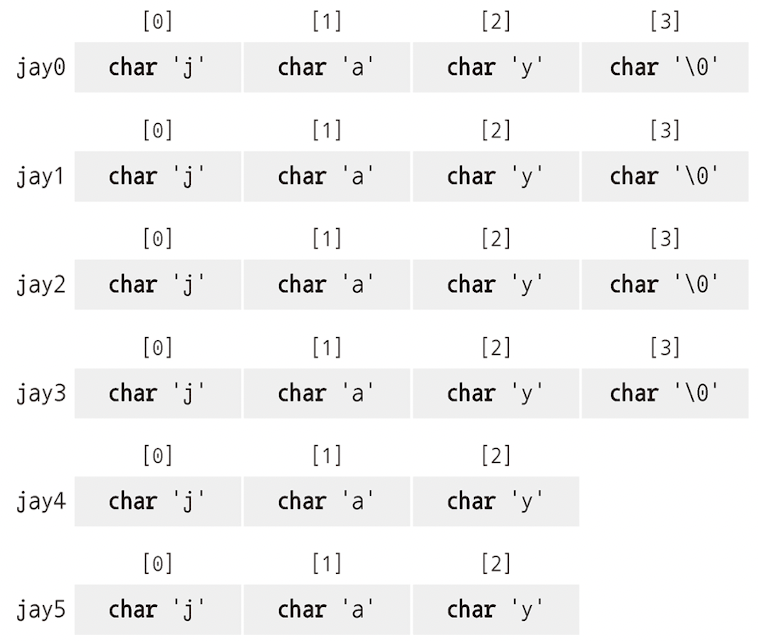 [0] [1] [2] [3]
jay0 char 'j' char 'a' char 'y' char '\0'
[0] [1] [2] [3]
jay1 char 'j' char 'a' char 'y' char '\0'
[0] [1] [2] [3]
jay2 char 'j' char 'a' char 'y' char '\0'
[0] [1] [2] [3]
jay3 char 'j' char 'a' char 'y' char '\0'
[0] [1] [2]
jay4 char 'j' char 'a' char 'y'
[0] [1] [2]
jay5 char 'j' char 'a' char 'y'